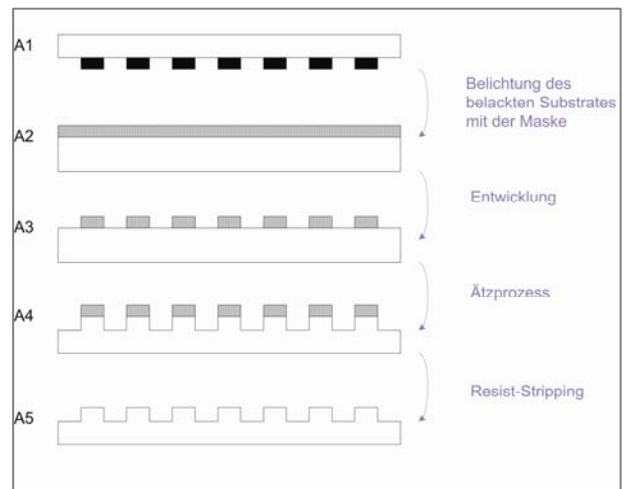 A1
Belichtung des
belackten Substrates
mit der Maske
A2
Entwicklung
A3
Ätzprozess
A4
Resist-Stripping
A5